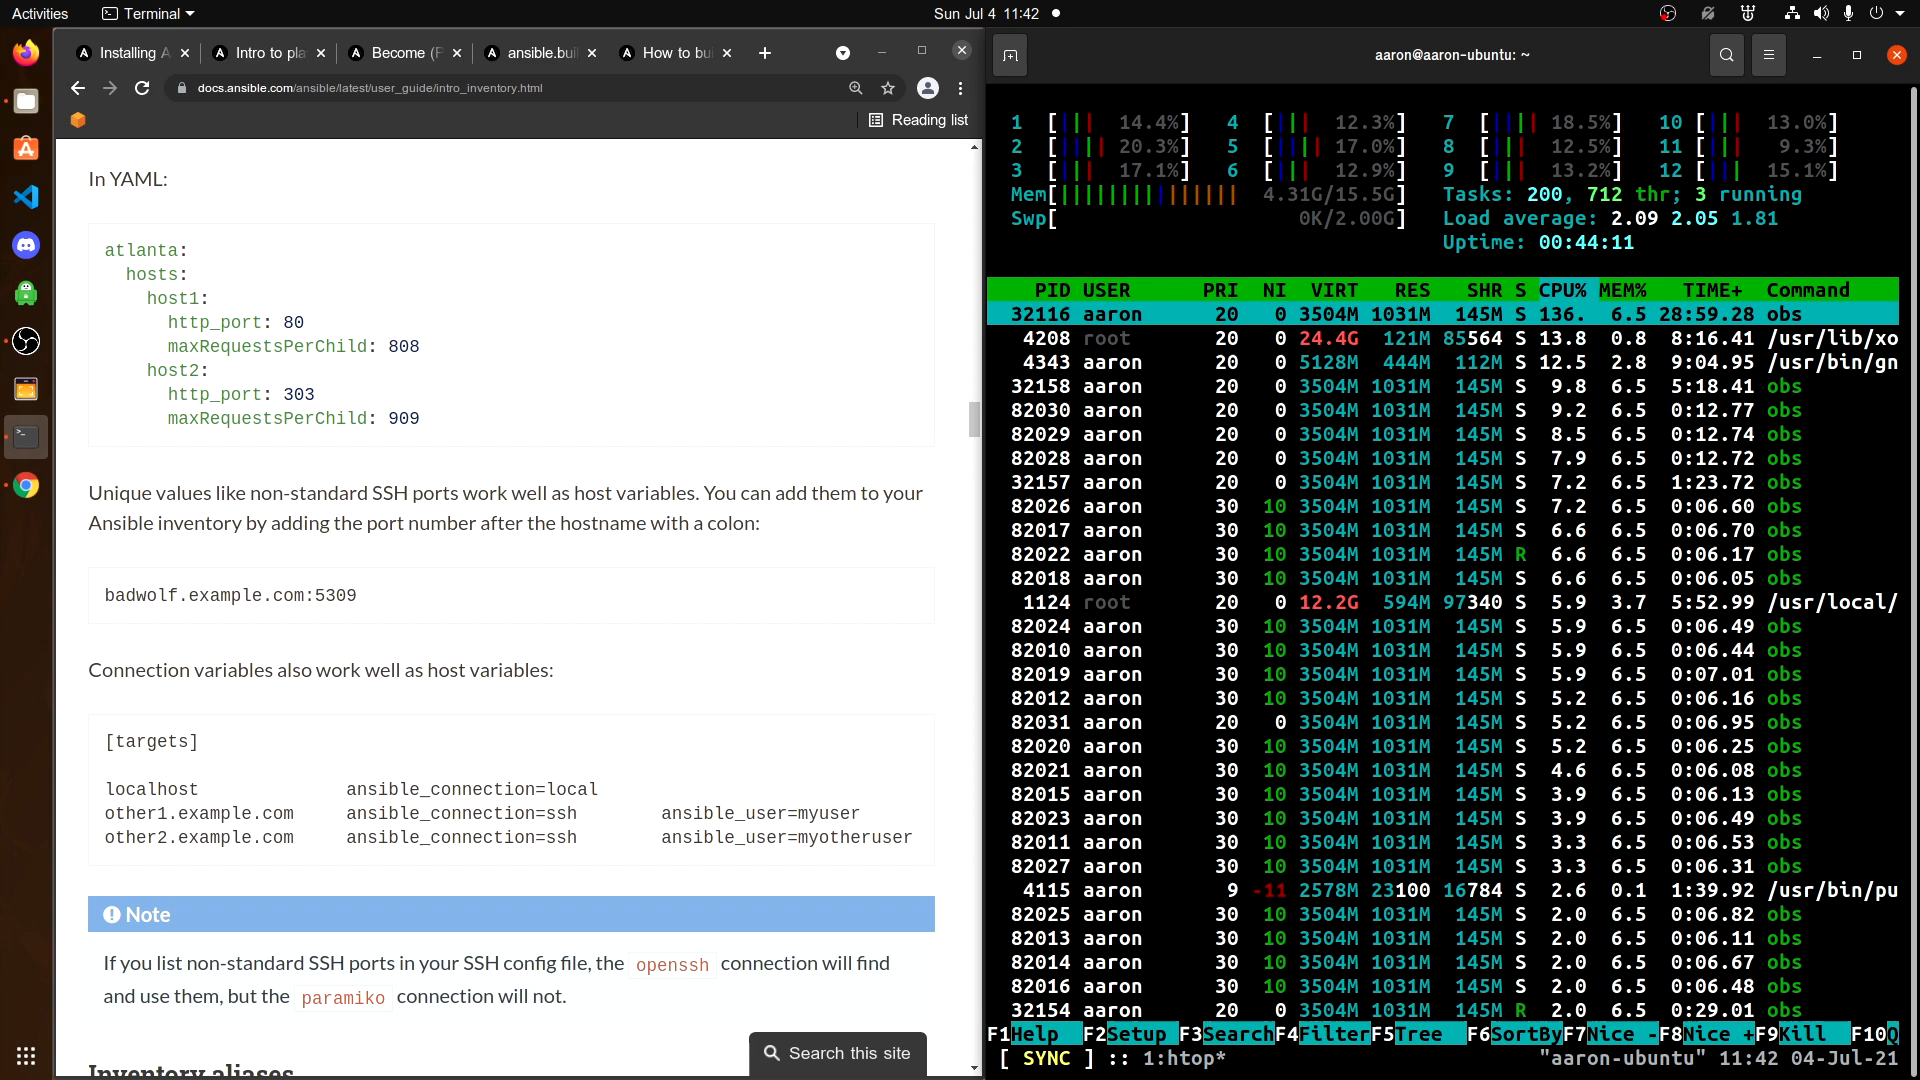 Activities
Terminal
Sun Jul 4 11:42
Installing A
Intro to pla
Become (P
ansible.bui
How to bu
docs.ansible.com/ansible/latest/user_guide/intro_inventory.html
Reading list
In YAML:
atlanta:
hosts:
host1:
http_port: 80
maxRequestsPerChild: 808
host2:
http_port: 303
maxRequestsPerChild: 909
Unique values like non-standard SSH ports work well as host variables. You can add them to your
Ansible inventory by adding the port number after the hostname with a colon:
badwolf.example.com:5309
Connection variables also work well as host variables:
[targets]
localhost ansible_connection=local
other1.example.com ansible_connection=ssh ansible_user=myuser
other2.example.com ansible_connection=ssh ansible_user=myotheruser
Note
If you list non-standard SSH ports in your SSH config file, the openssh connection will find
and use them, but the paramiko connection will not.
Search this site
Inventory aliases
aaron@aaron-ubuntu: ~
1 [|||| 14.4%] 4 [|||| 12.3%] 7 [|||| 18.5%] 10 [||| 13.0%]
2 [|||| 20.3%] 5 [|||| 17.0%] 8 [||| 12.5%] 11 [||| 9.3%]
3 [||| 17.1%] 6 [||| 12.9%] 9 [||| 13.2%] 12 [||| 15.1%]
Mem[||||||||||||||| 4.31G/15.5G] Tasks: 200, 712 thr; 3 running
Swp[ 0K/2.00G] Load average: 2.09 2.05 1.81
Uptime: 00:44:11
PID USER PRI NI VIRT RES SHR S CPU% MEM% TIME+ Command
32116 aaron 20 0 3504M 1031M 145M S 136. 6.5 28:59.28 obs
4208 root 20 0 24.4G 121M 85564 S 13.8 0.8 8:16.41 /usr/lib/xo
4343 aaron 20 0 5128M 444M 112M S 12.5 2.8 9:04.95 /usr/bin/gn
32158 aaron 20 0 3504M 1031M 145M S 9.8 6.5 5:18.41 obs
82030 aaron 20 0 3504M 1031M 145M S 9.2 6.5 0:12.77 obs
82029 aaron 20 0 3504M 1031M 145M S 8.5 6.5 0:12.74 obs
82028 aaron 20 0 3504M 1031M 145M S 7.9 6.5 0:12.72 obs
32157 aaron 20 0 3504M 1031M 145M S 7.2 6.5 1:23.72 obs
82026 aaron 30 10 3504M 1031M 145M S 7.2 6.5 0:06.60 obs
82017 aaron 30 10 3504M 1031M 145M S 6.6 6.5 0:06.70 obs
82022 aaron 30 10 3504M 1031M 145M R 6.6 6.5 0:06.17 obs
82018 aaron 30 10 3504M 1031M 145M S 6.6 6.5 0:06.05 obs
1124 root 20 0 12.2G 594M 97340 S 5.9 3.7 5:52.99 /usr/local/
82024 aaron 30 10 3504M 1031M 145M S 5.9 6.5 0:06.49 obs
82010 aaron 30 10 3504M 1031M 145M S 5.9 6.5 0:06.44 obs
82019 aaron 30 10 3504M 1031M 145M S 5.9 6.5 0:07.01 obs
82012 aaron 30 10 3504M 1031M 145M S 5.2 6.5 0:06.16 obs
82031 aaron 20 0 3504M 1031M 145M S 5.2 6.5 0:06.95 obs
82020 aaron 30 10 3504M 1031M 145M S 5.2 6.5 0:06.25 obs
82021 aaron 30 10 3504M 1031M 145M S 4.6 6.5 0:06.08 obs
82015 aaron 30 10 3504M 1031M 145M S 3.9 6.5 0:06.13 obs
82023 aaron 30 10 3504M 1031M 145M S 3.9 6.5 0:06.49 obs
82011 aaron 30 10 3504M 1031M 145M S 3.3 6.5 0:06.53 obs
82027 aaron 30 10 3504M 1031M 145M S 3.3 6.5 0:06.31 obs
4115 aaron 9 -11 2578M 23100 16784 S 2.6 0.1 1:39.92 /usr/bin/pu
82025 aaron 30 10 3504M 1031M 145M S 2.0 6.5 0:06.82 obs
82013 aaron 30 10 3504M 1031M 145M S 2.0 6.5 0:06.11 obs
82014 aaron 30 10 3504M 1031M 145M S 2.0 6.5 0:06.67 obs
82016 aaron 30 10 3504M 1031M 145M S 2.0 6.5 0:06.48 obs
32154 aaron 20 0 3504M 1031M 145M R 2.0 6.5 0:29.01 obs
F1Help F2Setup F3SearchF4FilterF5Tree F6SortByF7Nice -F8Nice +F9Kill F10Q
[ SYNC ] :: 1:htop* "aaron-ubuntu" 11:42 04-Jul-21